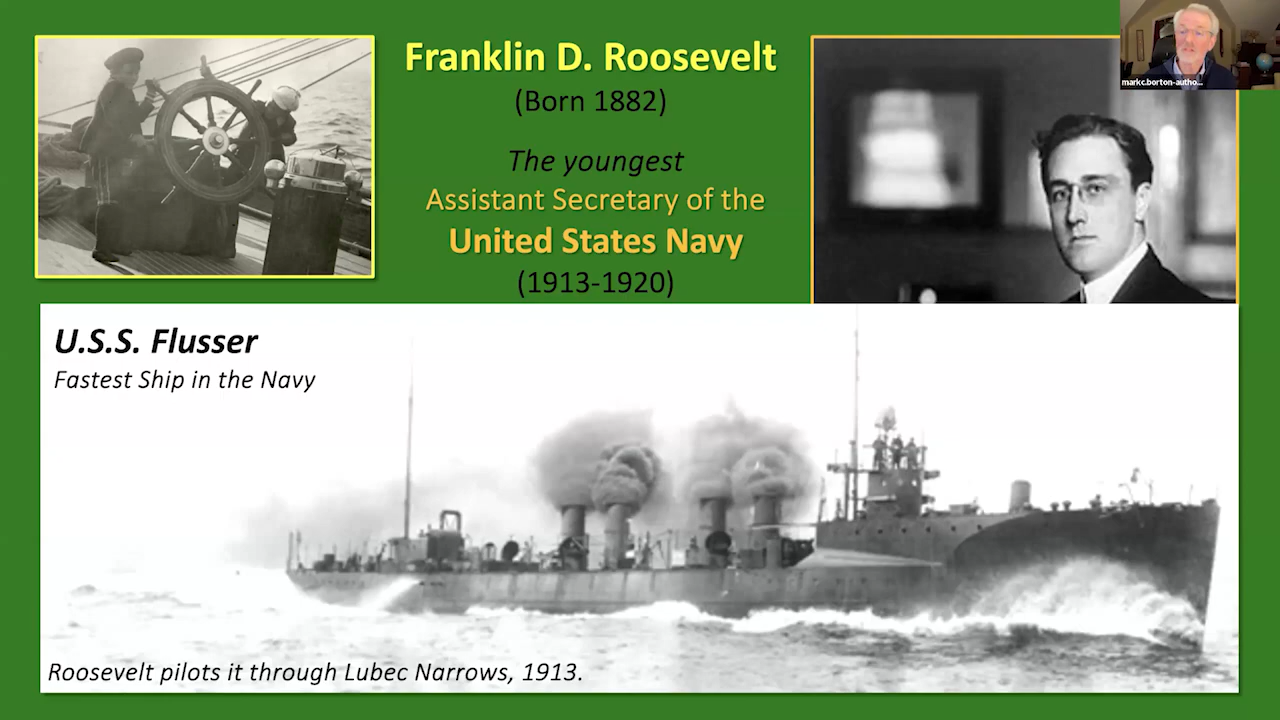 Franklin D. Roosevelt
(Born 1882)
The youngest
Assistant Secretary of the
United States Navy
(1913-1920)
markc.borton-autho...
U.S.S. Flusser
Fastest Ship in the Navy
Roosevelt pilots it through Lubec Narrows, 1913.